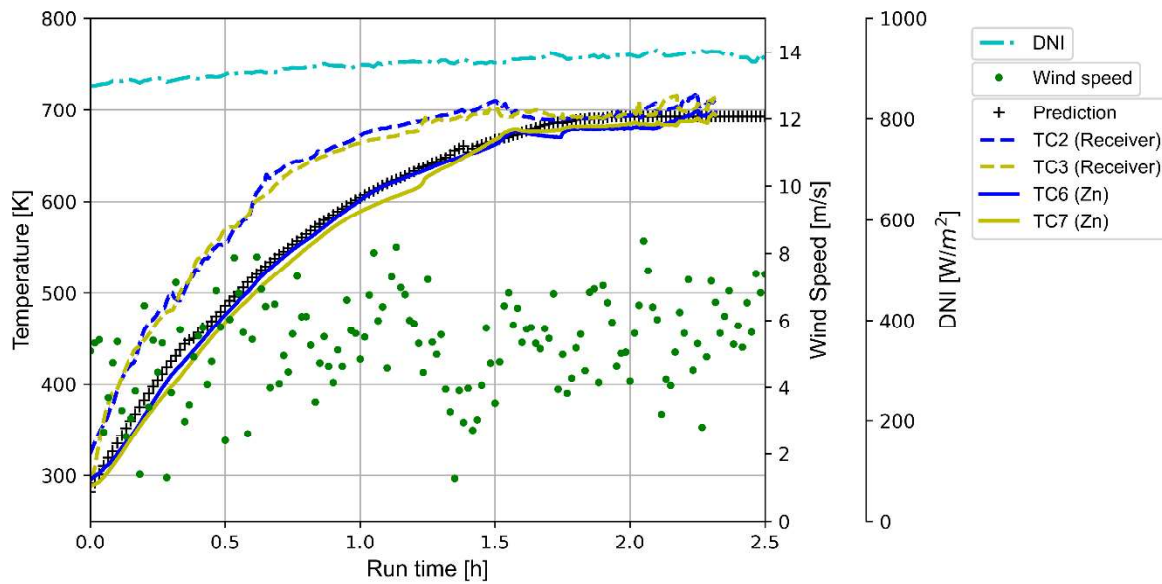 800
700
600
500
400
300
Temperature [K]
0.0
0.5
1.0
1.5
2.0
2.5
Run time [h]
14
12
10
8
6
4
2
0
Wind Speed [m/s]
1000
800
600
400
200
0
DNI [W/m²]
DNI
Wind speed
Prediction
TC2 (Receiver)
TC3 (Receiver)
TC6 (Zn)
TC7 (Zn)